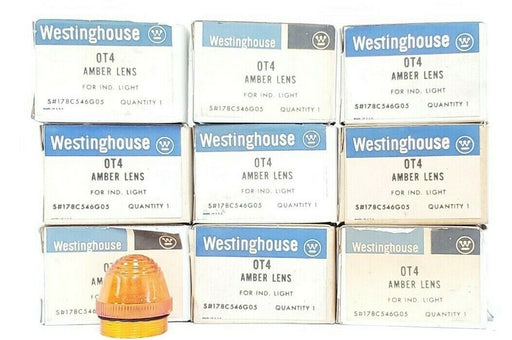 Westinghouse W
OT4
AMBER LENS
FOR IND. LIGHT
S#178C546G05 QUANTITY 1
Westinghouse W
OT4
AMBER LENS
FOR IND. LIGHT
S#178C546G05 QUANTITY 1
Westinghouse W
OT4
AMBER LENS
FOR IND. LIGHT
S#178C546G05 QUANTITY 1
Westinghouse W
OT4
AMBER LENS
FOR IND. LIGHT
S#178C546G05 QUANTITY 1
Westinghouse W
OT4
AMBER LENS
FOR IND. LIGHT
S#178C546G05 QUANTITY 1
Westinghouse W
OT4
AMBER LENS
FOR IND. LIGHT
S#178C546G05 QUANTITY 1
OT4
AMBER LENS
IND. LIGHT
546G05 QUANTITY 1
Westinghouse W
OT4
AMBER LENS
FOR IND. LIGHT
S#178C546G05 QUANTITY 1
Westinghouse W
OT4
AMBER LENS
FOR IND. LIGHT
S#178C546G05 QUANTITY 1